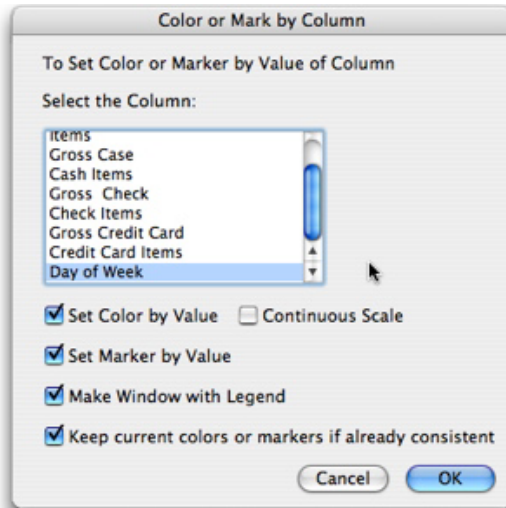 Color or Mark by Column
To Set Color or Marker by Value of Column
Select the Column:
Items
Gross Case
Cash Items
Gross Check
Check Items
Gross Credit Card
Credit Card Items
Day of Week
Set Color by Value Continuous Scale
Set Marker by Value
Make Window with Legend
Keep current colors or markers if already consistent
Cancel OK